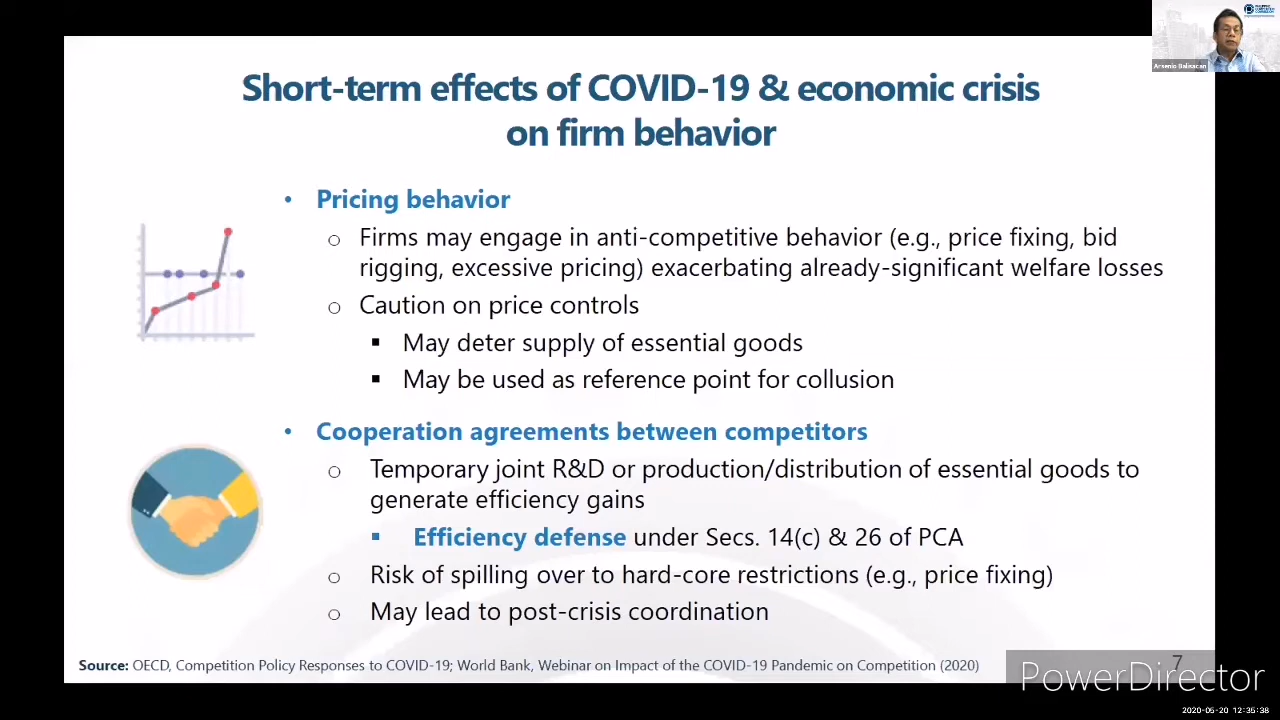 Arsenio Balisacan
Short-term effects of COVID-19 & economic crisis
on firm behavior
• Pricing behavior
o Firms may engage in anti-competitive behavior (e.g., price fixing, bid
rigging, excessive pricing) exacerbating already-significant welfare losses
o Caution on price controls
▪ May deter supply of essential goods
▪ May be used as reference point for collusion
• Cooperation agreements between competitors
o Temporary joint R&D or production/distribution of essential goods to
generate efficiency gains
▪ Efficiency defense under Secs. 14(c) & 26 of PCA
o Risk of spilling over to hard-core restrictions (e.g., price fixing)
o May lead to post-crisis coordination
Source: OECD, Competition Policy Responses to COVID-19; World Bank, Webinar on Impact of the COVID-19 Pandemic on Competition (2020)
7
PowerDirector
2020-05-20 12:35:38